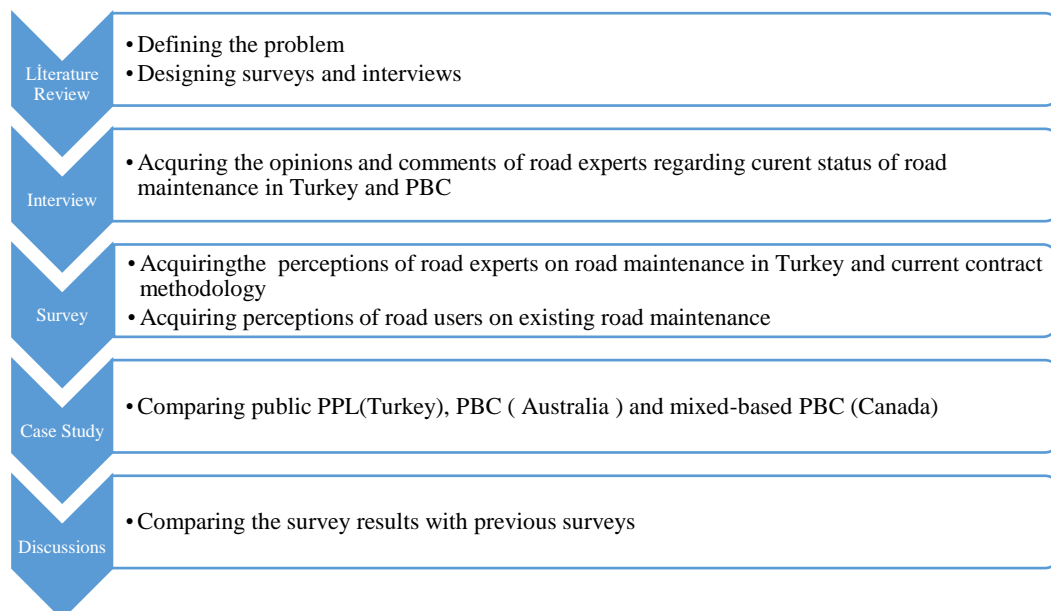 • Defining the problem
• Designing surveys and interviews
Lİterature
Review
• Acquring the opinions and comments of road experts regarding curent status of road
maintenance in Turkey and PBC
Interview
• Acquiringthe perceptions of road experts on road maintenance in Turkey and current contract
methodology
• Acquiring perceptions of road users on existing road maintenance
Survey
• Comparing public PPL(Turkey), PBC ( Australia ) and mixed-based PBC (Canada)
Case Study
• Comparing the survey results with previous surveys
Discussions